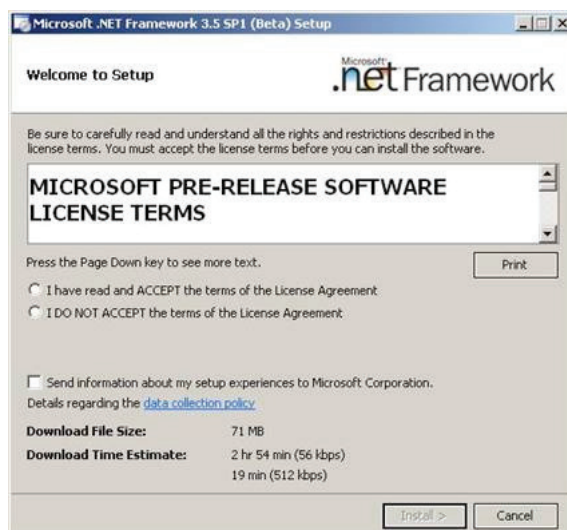 Microsoft .NET Framework 3.5 SP1 (Beta) Setup
Welcome to Setup
Microsoft
.net Framework
Be sure to carefully read and understand all the rights and restrictions described in the
license terms. You must accept the license terms before you can install the software.
MICROSOFT PRE-RELEASE SOFTWARE
LICENSE TERMS
Press the Page Down key to see more text.
Print
I have read and ACCEPT the terms of the License Agreement
I DO NOT ACCEPT the terms of the License Agreement
Send information about my setup experiences to Microsoft Corporation.
Details regarding the data collection policy
Download File Size: 71 MB
Download Time Estimate: 2 hr 54 min (56 kbps)
19 min (512 kbps)
Install > Cancel